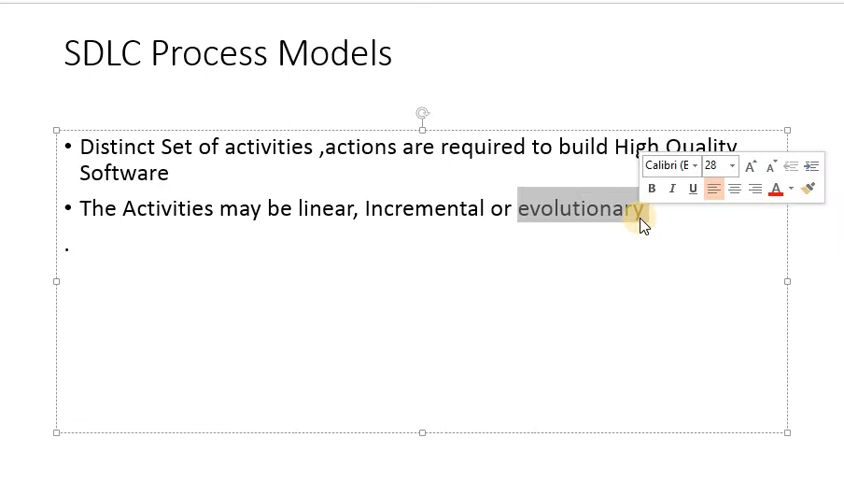 SDLC Process Models
• Distinct Set of activities ,actions are required to build High Quality
Software
Calibri (E 28 A A
B I U A
• The Activities may be linear, Incremental or evolutionary
.